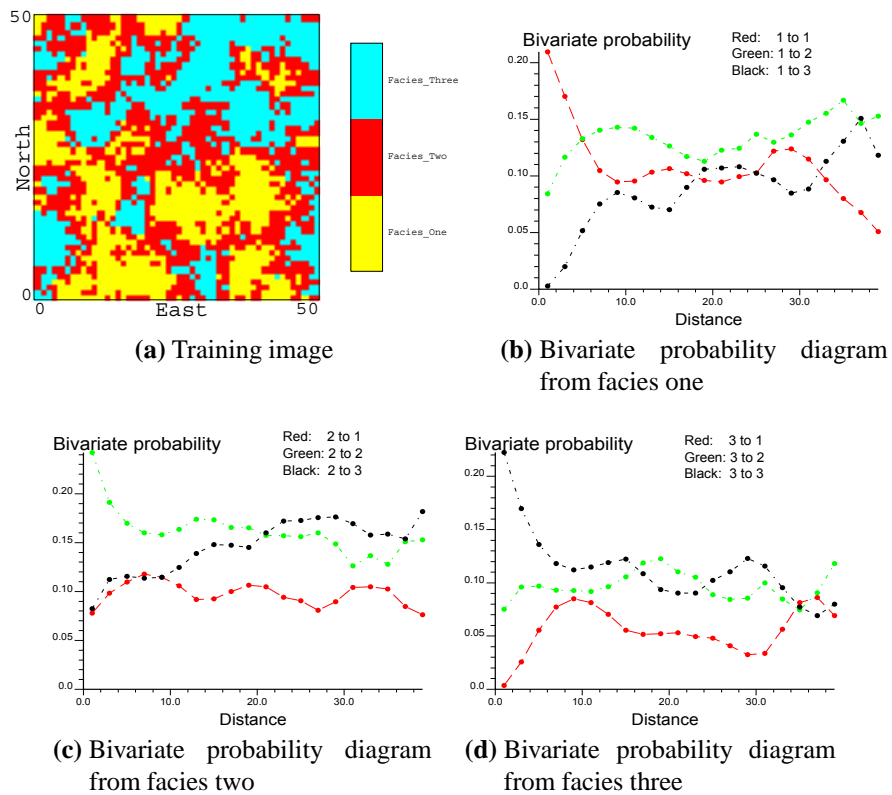 50
North
0
0
East
50
Facies_Three
Facies_Two
Facies_One
(a) Training image
Bivariate probability
Red: 1 to 1
Green: 1 to 2
Black: 1 to 3
0.20
0.15
0.10
0.05
0.0
0.0
10.0
20.0
30.0
Distance
(b) Bivariate probability diagram
from facies one
Bivariate probability
Red: 2 to 1
Green: 2 to 2
Black: 2 to 3
0.20
0.15
0.10
0.05
0.0
0.0
10.0
20.0
30.0
Distance
(c) Bivariate probability diagram
from facies two
Bivariate probability
Red: 3 to 1
Green: 3 to 2
Black: 3 to 3
0.20
0.15
0.10
0.05
0.0
0.0
10.0
20.0
30.0
Distance
(d) Bivariate probability diagram
from facies three